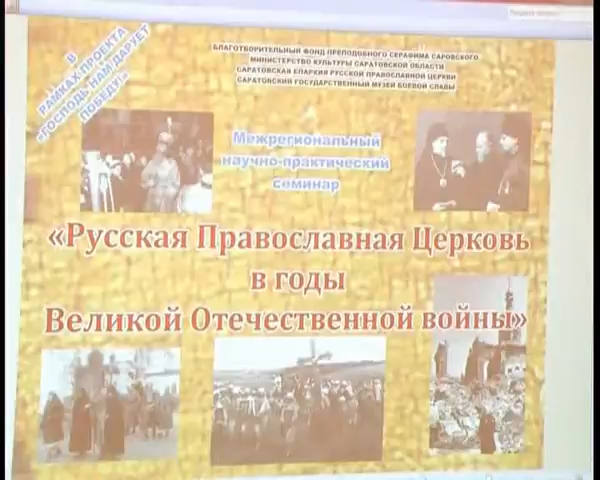 В
РАМКАХ ПРОЕКТА
«ГОСПОДЬ НАМ ДАРУЕТ
ПОБЕДУ!»
БЛАГОТВОРИТЕЛЬНЫЙ ФОНД ПРЕПОДОБНОГО СЕРАФИМА САРОВСКОГО
МИНИСТЕРСТВО КУЛЬТУРЫ САРАТОВСКОЙ ОБЛАСТИ
САРАТОВСКАЯ ЕПАРХИЯ РУССКОЙ ПРАВОСЛАВНОЙ ЦЕРКВИ
САРАТОВСКИЙ ГОСУДАРСТВЕННЫЙ МУЗЕЙ БОЕВОЙ СЛАВЫ
Межрегиональный
научно-практический
семинар
«Русская Православная Церковь
в годы
Великой Отечественной войны»